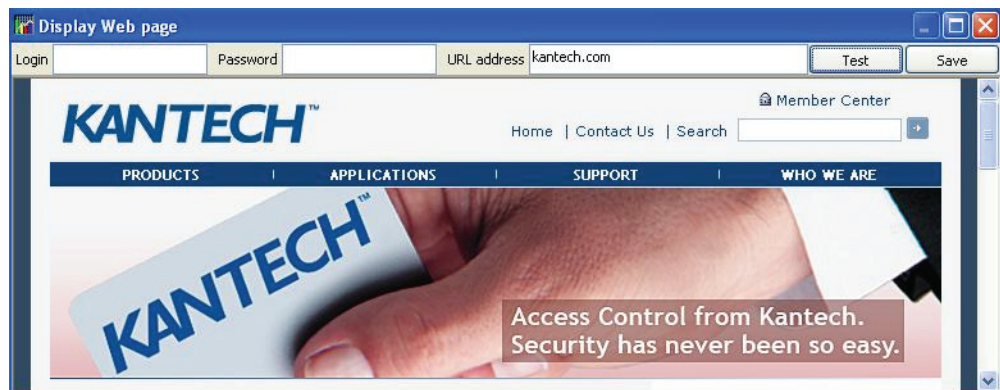 Display Web page
Login Password URL address kantech.com Test Save
KANTECH™
Member Center
Home | Contact Us | Search
PRODUCTS | APPLICATIONS | SUPPORT | WHO WE ARE
KANTECH™
Access Control from Kantech.
Security has never been so easy.